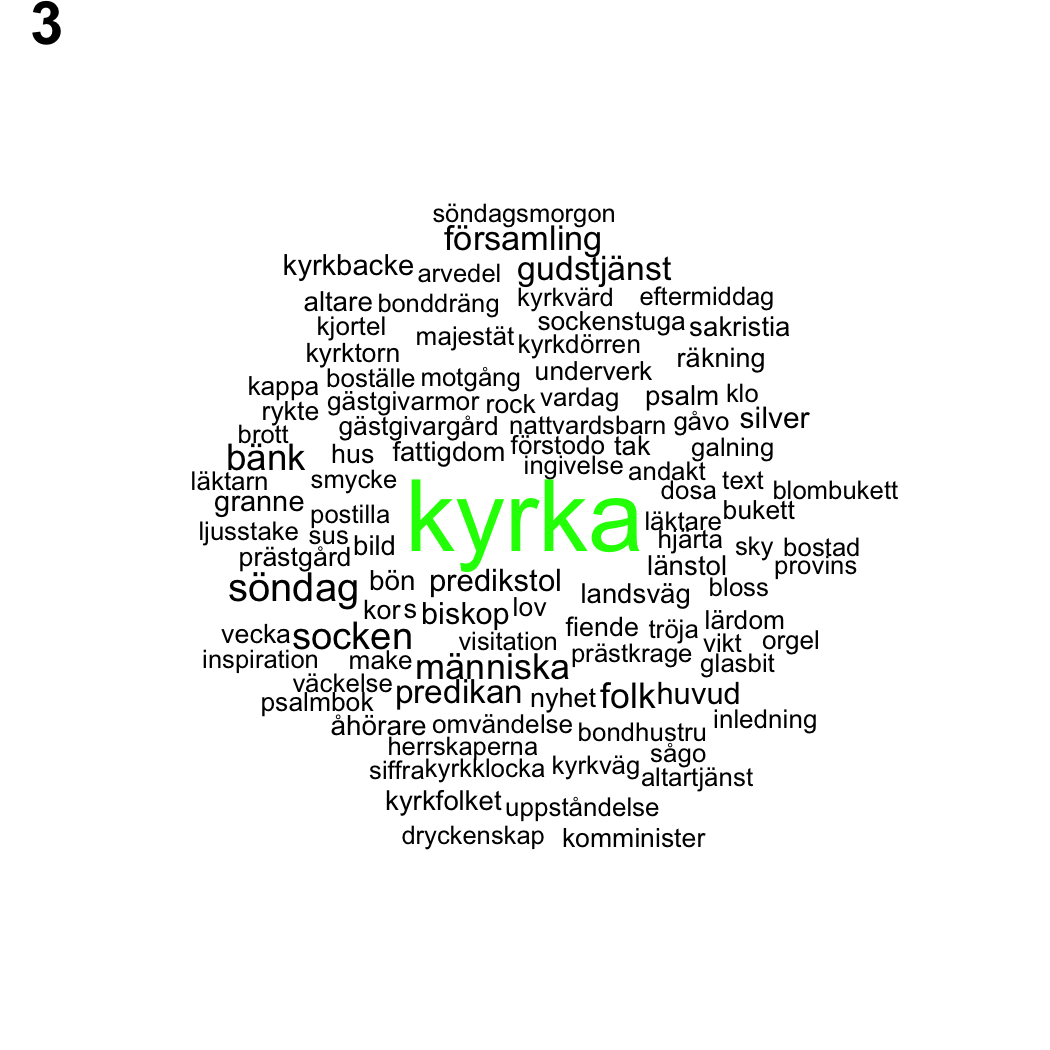 3
söndagsmorgon
församling
kyrkbacke arvedel gudstjänst
altare bonddräng kyrkvärd eftermiddag
kjortel majestät sockenstuga sakristia
kyrktorn kyrkdörren räkning
kappa boställe motgång underverk
rykte gästgivarmor rock vardag psalm klo
brott gästgivargård nattvardsbarn gåvo silver
bänk hus fattigdom förstodo tak galning
läktarn smycke ingivelse andakt text
granne postilla kyrka dosa bukett blombukett
ljusstake sus bild läktare hjärta sky bostad
prästgård länstol provins
söndag bön predikstol landsväg bloss
kors biskop lov lärdom
vecka socken visitation fiende tröja vikt orgel
inspiration make människa prästkrage glasbit
väckelse predikan nyhet folk huvud
psalmbok
åhörare omvändelse bondhustru inledning
herrskaperna sågo
siffra kyrkklocka kyrkväg altartjänst
kyrkfolket uppståndelse
dryckenskap komminister